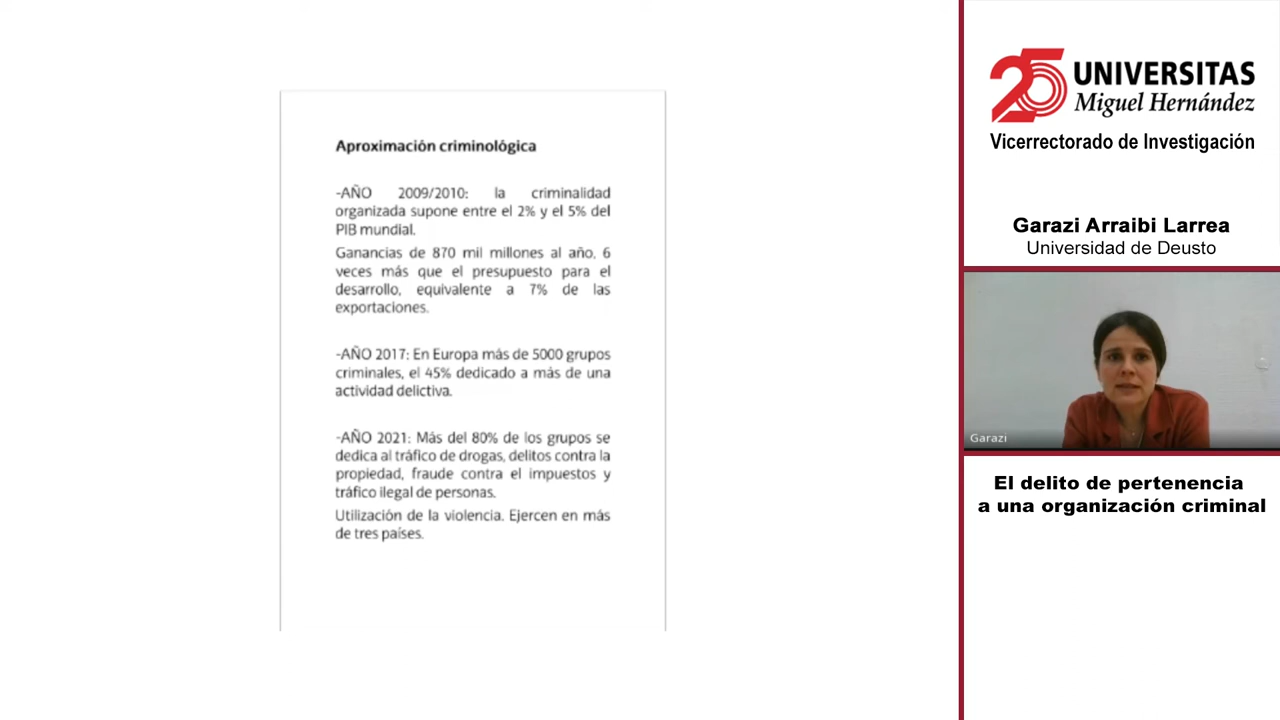 Aproximación criminológica
-AÑO 2009/2010: la criminalidad
organizada supone entre el 2% y el 5% del
PIB mundial.
Ganancias de 870 mil millones al año, 6
veces más que el presupuesto para el
desarrollo, equivalente a 7% de las
exportaciones.
-AÑO 2017: En Europa más de 5000 grupos
criminales, el 45% dedicado a más de una
actividad delictiva.
-AÑO 2021: Más del 80% de los grupos se
dedica al tráfico de drogas, delitos contra la
propiedad, fraude contra el impuestos y
tráfico ilegal de personas.
Utilización de la violencia. Ejercen en más
de tres países.
25 UNIVERSITAS
Miguel Hernández
Vicerrectorado de Investigación
Garazi Arraibi Larrea
Universidad de Deusto
Garazi
El delito de pertenencia
a una organización criminal